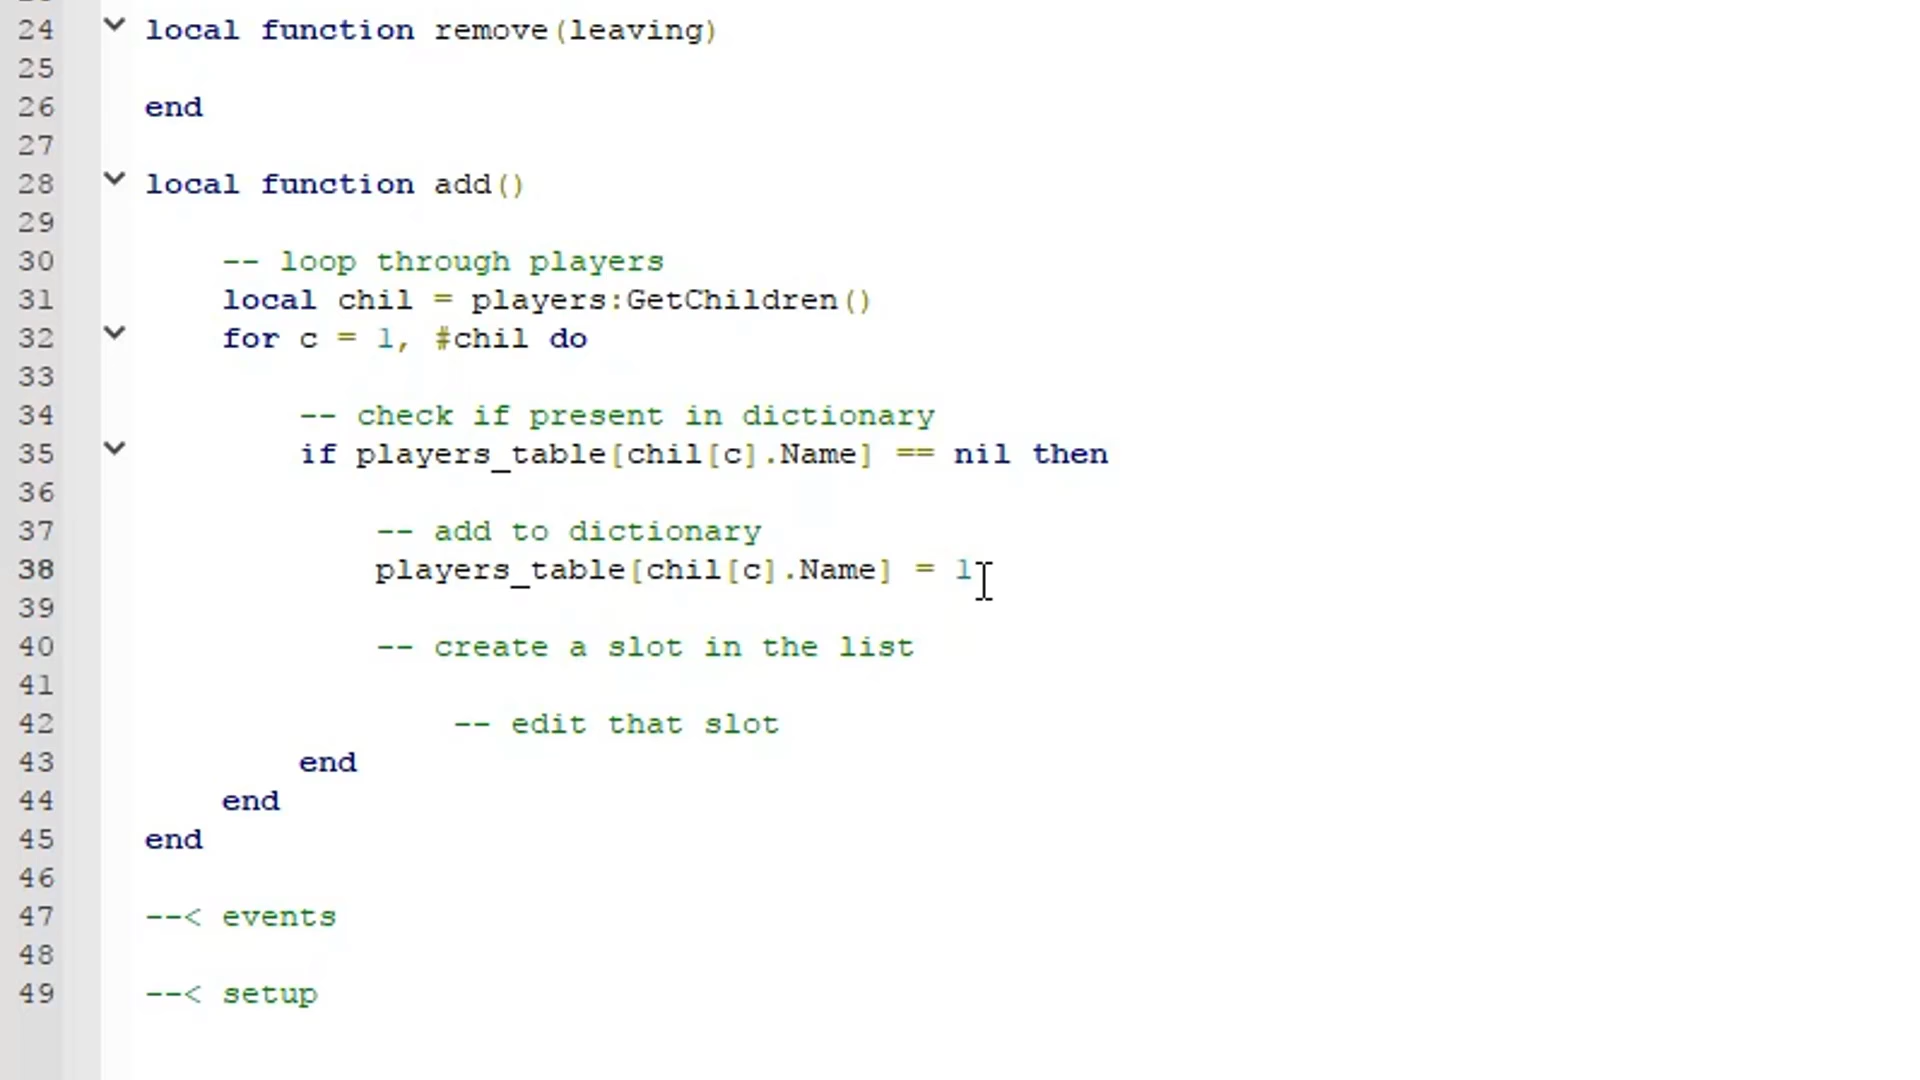 24 local function remove(leaving)
25
26 end
27
28 local function add()
29
30 -- loop through players
31 local chil = players:GetChildren()
32 for c = 1, #chil do
33
34 -- check if present in dictionary
35 if players_table[chil[c].Name] == nil then
36
37 -- add to dictionary
38 players_table[chil[c].Name] = 1
39
40 -- create a slot in the list
41
42 -- edit that slot
43 end
44 end
45 end
46
47 --< events
48
49 --< setup